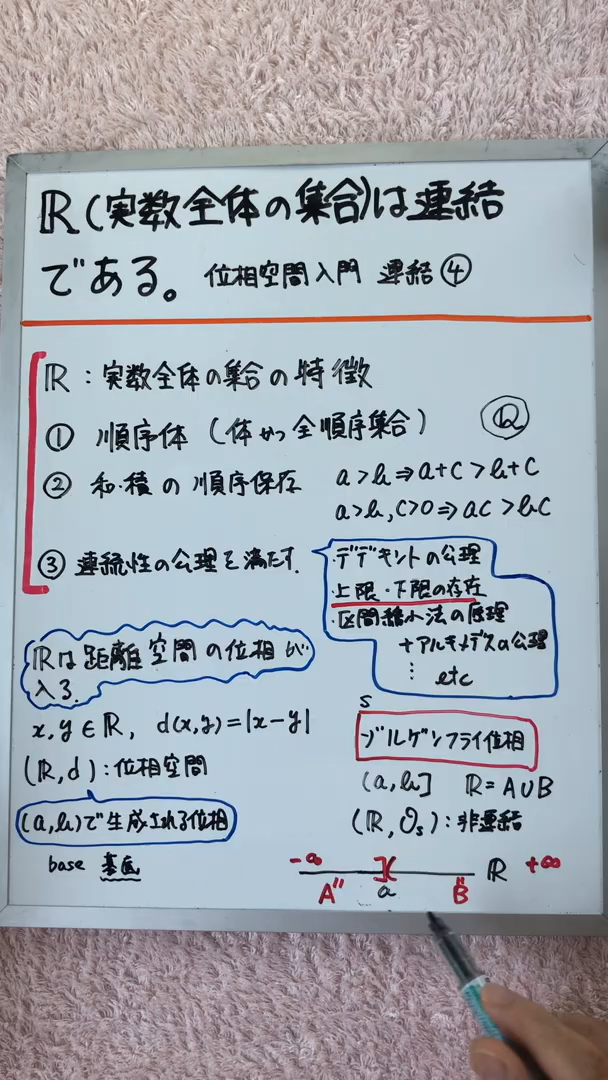 ℝ(実数全体の集合)は連結
である。 位相空間入門 連結④
ℝ：実数全体の集合の特徴
① 順序体 (体かつ全順序集合)
ℚ
② 和・積の順序保存
a>b ⇒ a+c>b+c
a>b, c>0 ⇒ ac>bc
③ 連続性の公理を満たす.
・デデキントの公理
・上限・下限の存在
・区間縮小法の原理
+アルキメデスの公理
⋮ etc
ℝは距離空間の位相が
入る.
x, y ∈ ℝ, d(x,y)=|x-y|
(ℝ, d)：位相空間
(a,b)で生成される位相
base 基底
S
ゾルゲンフライ位相
(a,b] ℝ=A∪B
(ℝ, 𝒪s)：非連結
-∞ ]( ℝ +∞
A" a "B